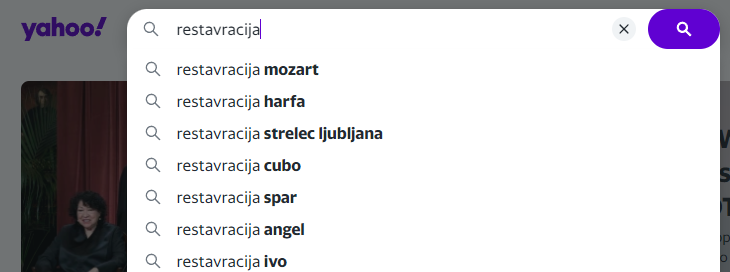 yahoo!
restavracija
restavracija mozart
restavracija harfa
restavracija strelec ljubljana
restavracija cubo
restavracija spar
restavracija angel
restavracija ivo